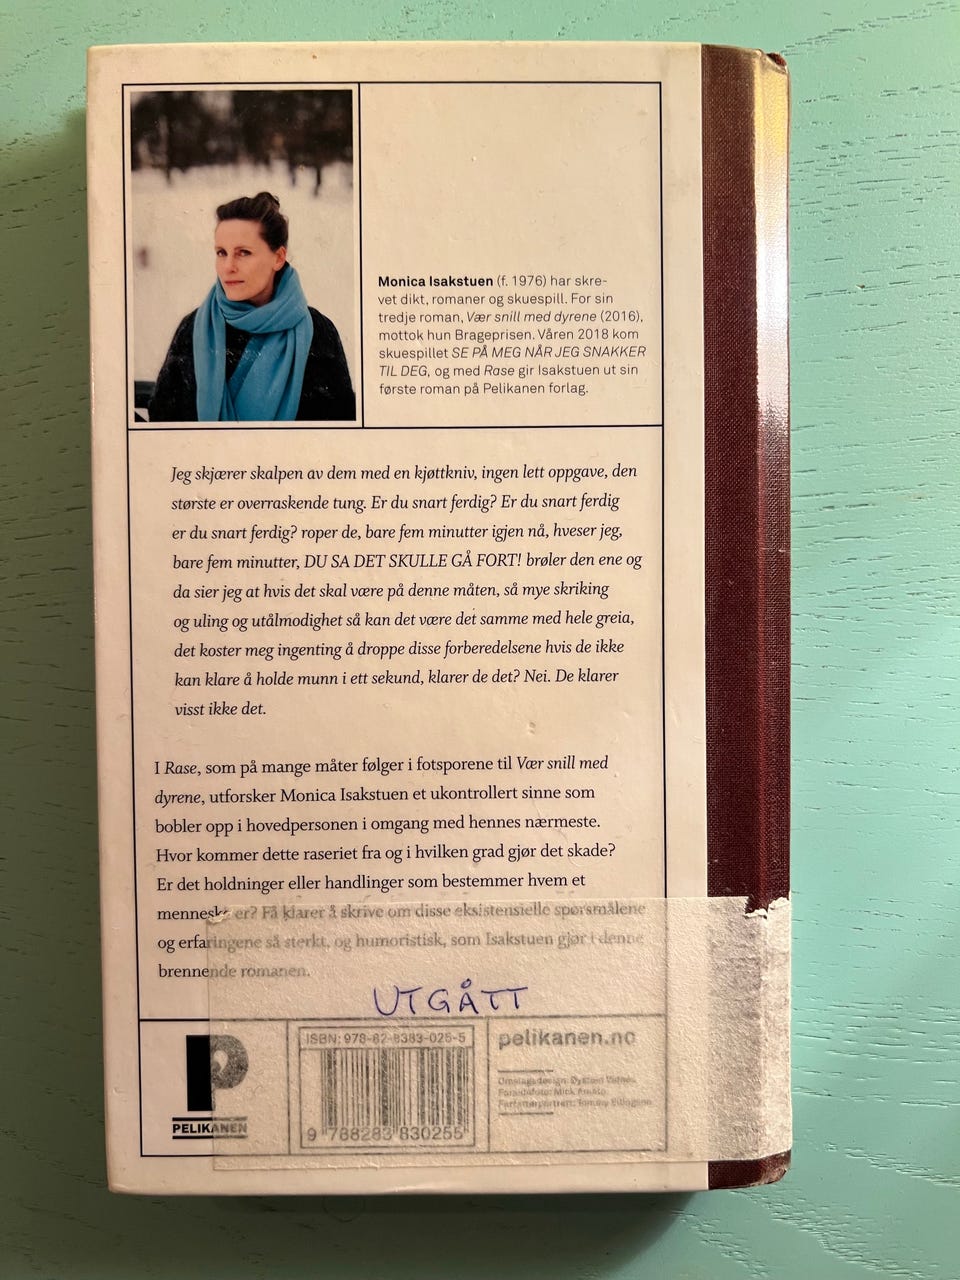 Monica Isakstuen (f. 1976) har skre-
vet dikt, romaner og skuespill. For sin
tredje roman, Vær snill med dyrene (2016),
mottok hun Brageprisen. Våren 2018 kom
skuespillet SE PÅ MEG NÅR JEG SNAKKER
TIL DEG, og med Rase gir Isakstuen ut sin
første roman på Pelikanen forlag.
Jeg skjærer skalpen av dem med en kjøttkniv, ingen lett oppgave, den
største er overraskende tung. Er du snart ferdig? Er du snart ferdig
er du snart ferdig? roper de, bare fem minutter igjen nå, hveser jeg,
bare fem minutter, DU SA DET SKULLE GÅ FORT! brøler den ene og
da sier jeg at hvis det skal være på denne måten, så mye skriking
og uling og utålmodighet så kan det være det samme med hele greia,
det koster meg ingenting å droppe disse forberedelsene hvis de ikke
kan klare å holde munn i ett sekund, klarer de det? Nei. De klarer
visst ikke det.
I Rase, som på mange måter følger i fotsporene til Vær snill med
dyrene, utforsker Monica Isakstuen et ukontrollert sinne som
bobler opp i hovedpersonen i omgang med hennes nærmeste.
Hvor kommer dette raseriet fra og i hvilken grad gjør det skade?
Er det holdninger eller handlinger som bestemmer hvem et
menneske er? Få klarer å skrive om disse eksistensielle spørsmålene
og erfaringene så sterkt, og humoristisk, som Isakstuen gjør i denne
brennende romanen.
UTGÅTT
PELIKANEN
ISBN: 978-82-8383-025-5
9 788283 830255
pelikanen.no
Omslagsdesign: Øystein Vidnes
Farfatterportrett: Tommy Ellingsen